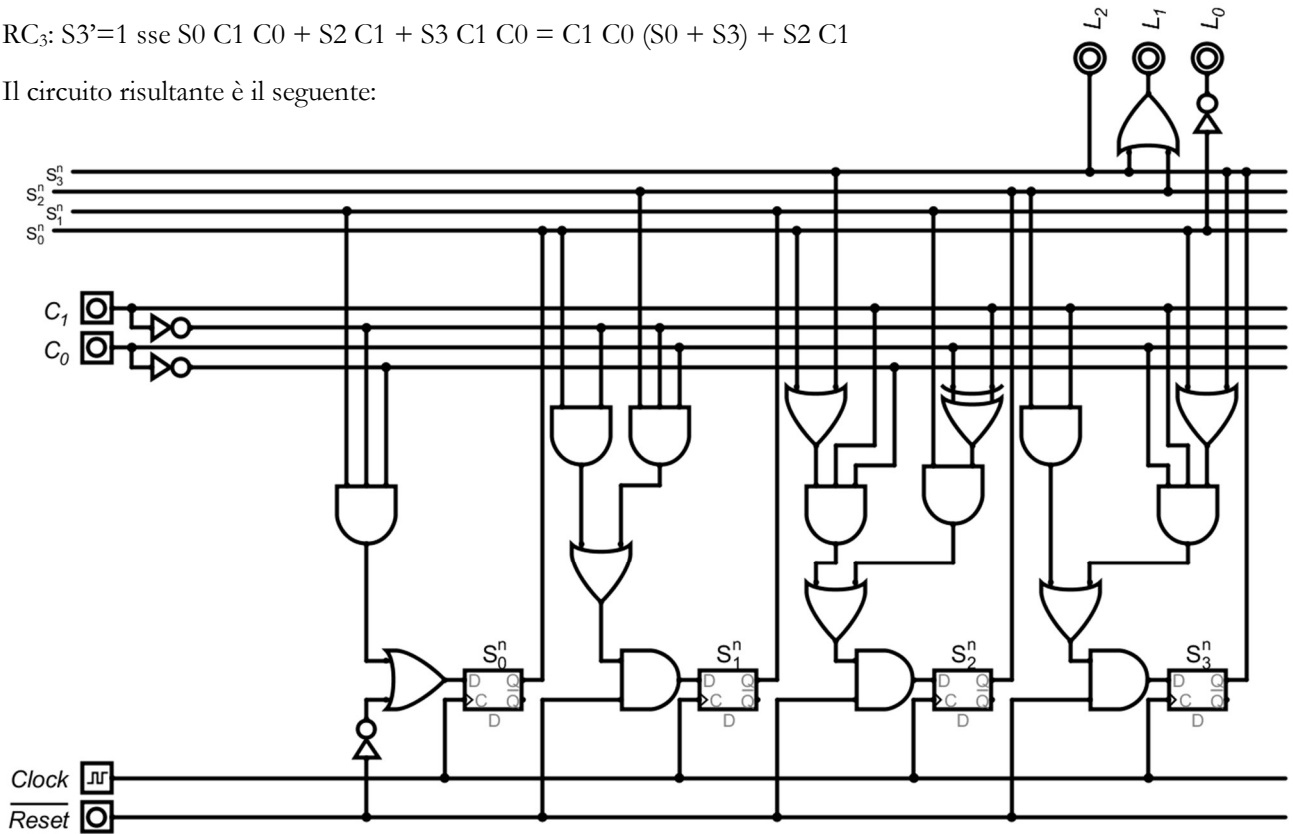 RC₃: S3’=1 sse S0 C1 C0 + S2 C1 + S3 C1 C0 = C1 C0 (S0 + S3) + S2 C1
Il circuito risultante è il seguente:
L₂ L₁ L₀
S₃ⁿ
S₂ⁿ
S₁ⁿ
S₀ⁿ
C₁
C₀
S₀ⁿ S₁ⁿ S₂ⁿ S₃ⁿ
D Q D Q D Q D Q
C Q̅ C Q̅ C Q̅ C Q̅
D D D D
Clock
R̅e̅s̅e̅t̅